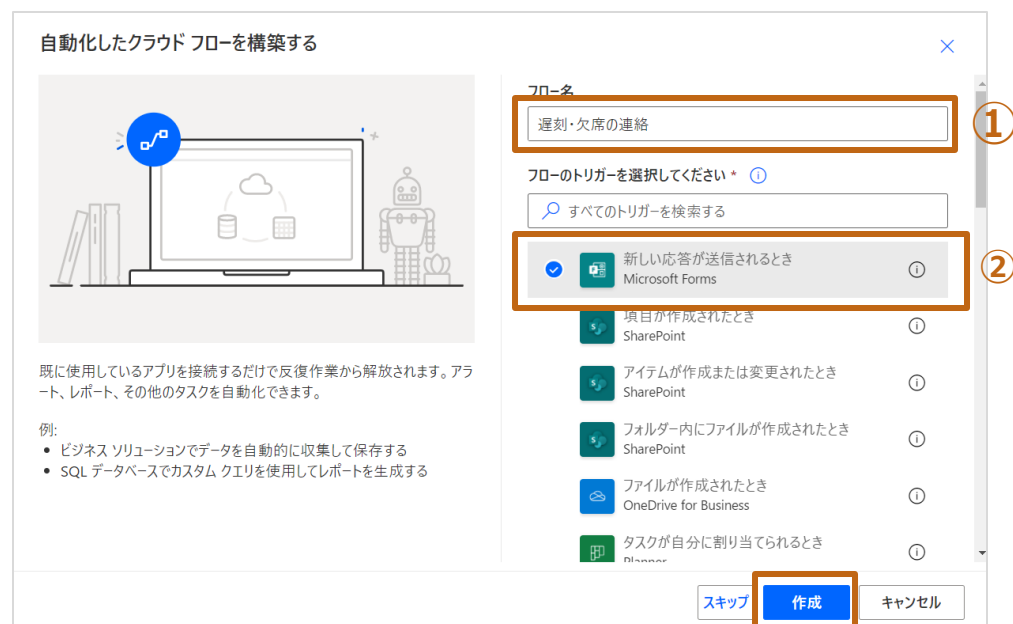 自動化したクラウド フローを構築する
既に使用しているアプリを接続するだけで反復作業から解放されます。アラ
ート、レポート、その他のタスクを自動化できます。
例:
• ビジネス ソリューションでデータを自動的に収集して保存する
• SQL データベースでカスタム クエリを使用してレポートを生成する
フロー名
遅刻・欠席の連絡
①
フローのトリガーを選択してください *
すべてのトリガーを検索する
新しい応答が送信されるとき
Microsoft Forms
②
項目が作成されたとき
SharePoint
アイテムが作成または変更されたとき
SharePoint
フォルダー内にファイルが作成されたとき
SharePoint
ファイルが作成されたとき
OneDrive for Business
タスクが自分に割り当てられるとき
Planner
スキップ
作成
キャンセル